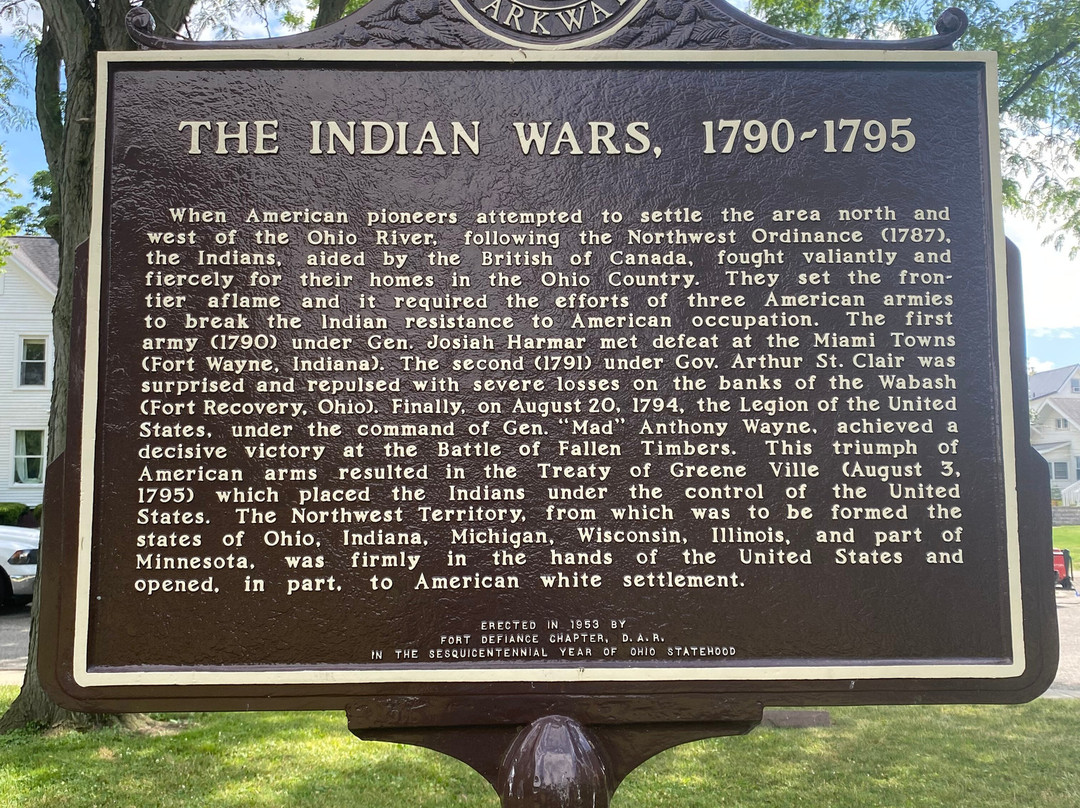 PARKWAY
THE INDIAN WARS, 1790~1795
When American pioneers attempted to settle the area north and
west of the Ohio River, following the Northwest Ordinance (1787),
the Indians, aided by the British of Canada, fought valiantly and
fiercely for their homes in the Ohio Country. They set the fron-
tier aflame and it required the efforts of three American armies
to break the Indian resistance to American occupation. The first
army (1790) under Gen. Josiah Harmar met defeat at the Miami Towns
(Fort Wayne, Indiana). The second (1791) under Gov. Arthur St. Clair was
surprised and repulsed with severe losses on the banks of the Wabash
(Fort Recovery, Ohio). Finally, on August 20, 1794, the Legion of the United
States, under the command of Gen. "Mad" Anthony Wayne, achieved a
decisive victory at the Battle of Fallen Timbers. This triumph of
American arms resulted in the Treaty of Greene Ville (August 3,
1795) which placed the Indians under the control of the United
States. The Northwest Territory, from which was to be formed the
states of Ohio, Indiana, Michigan, Wisconsin, Illinois, and part of
Minnesota, was firmly in the hands of the United States and
opened, in part, to American white settlement.
ERECTED IN 1953 BY
FORT DEFIANCE CHAPTER, D.A.R.
IN THE SESQUICENTENNIAL YEAR OF OHIO STATEHOOD